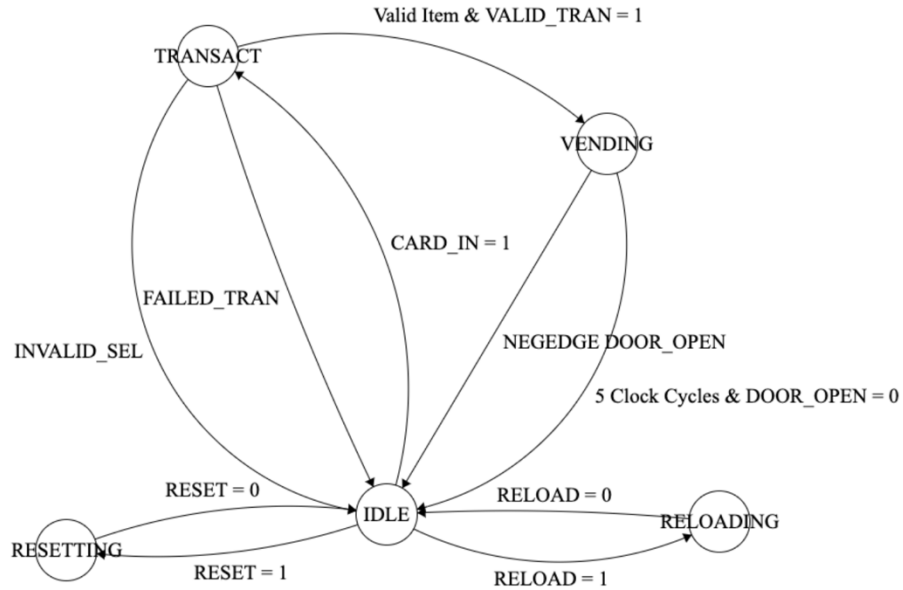 Valid Item & VALID_TRAN = 1
TRANSACT
VENDING
CARD_IN = 1
FAILED_TRAN
NEGEDGE DOOR_OPEN
INVALID_SEL
5 Clock Cycles & DOOR_OPEN = 0
RESET = 0
RELOAD = 0
IDLE
RELOADING
RESETTING
RESET = 1
RELOAD = 1